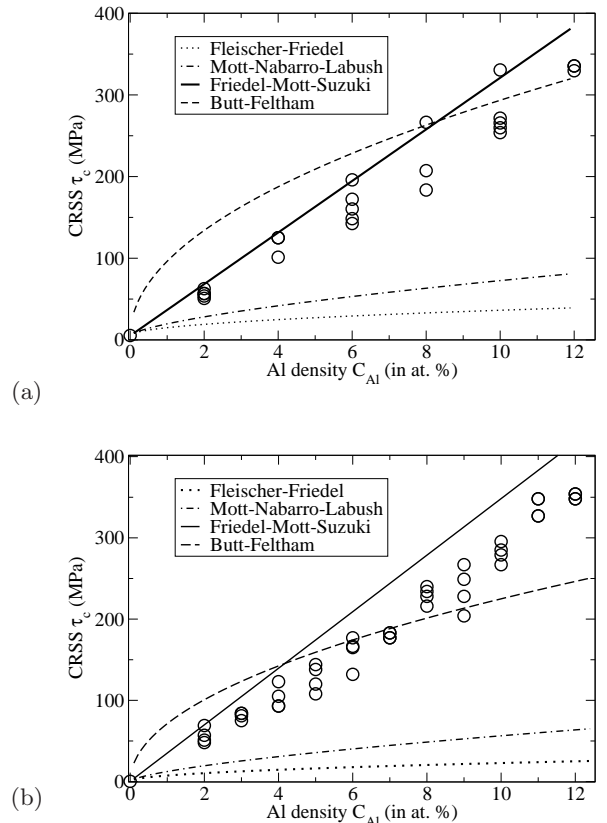 400
300
200
100
0
CRSS τc (MPa)
Fleischer-Friedel
Mott-Nabarro-Labush
Friedel-Mott-Suzuki
Butt-Feltham
0 2 4 6 8 10 12
Al density CAl (in at. %)
(a)
400
300
200
100
0
CRSS τc (MPa)
Fleischer-Friedel
Mott-Nabarro-Labush
Friedel-Mott-Suzuki
Butt-Feltham
2 4 6 8 10 12
Al density CAl (in at. %)
(b)